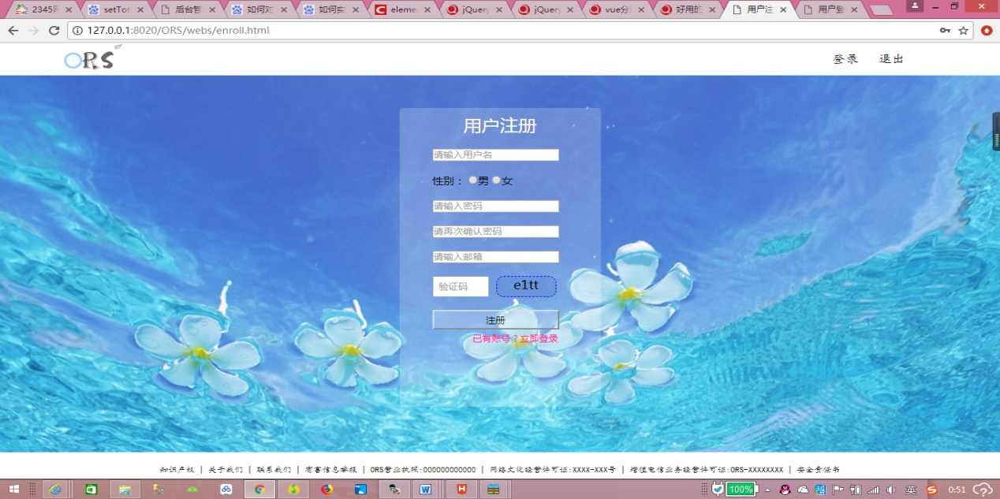 2345网 setTot 后台管 如何对 如何实 eleme jQuery jQuery vue分 好用的 用户注 用户登
127.0.0.1:8020/ORS/webs/enroll.html
ORS 登录 退出
用户注册
请输入用户名
性别： 男 女
请输入密码
请再次确认密码
请输入邮箱
验证码 e1tt
注册
已有账号？立即登录
知识产权 | 关于我们 | 联系我们 | 有害信息举报 | ORS营业执照:000000000000 | 网络文化经营许可证:XXXX-XXX号 | 增值电信业务经营许可证:ORS-XXXXXXXX | 安全责任书
100% 英 0:51